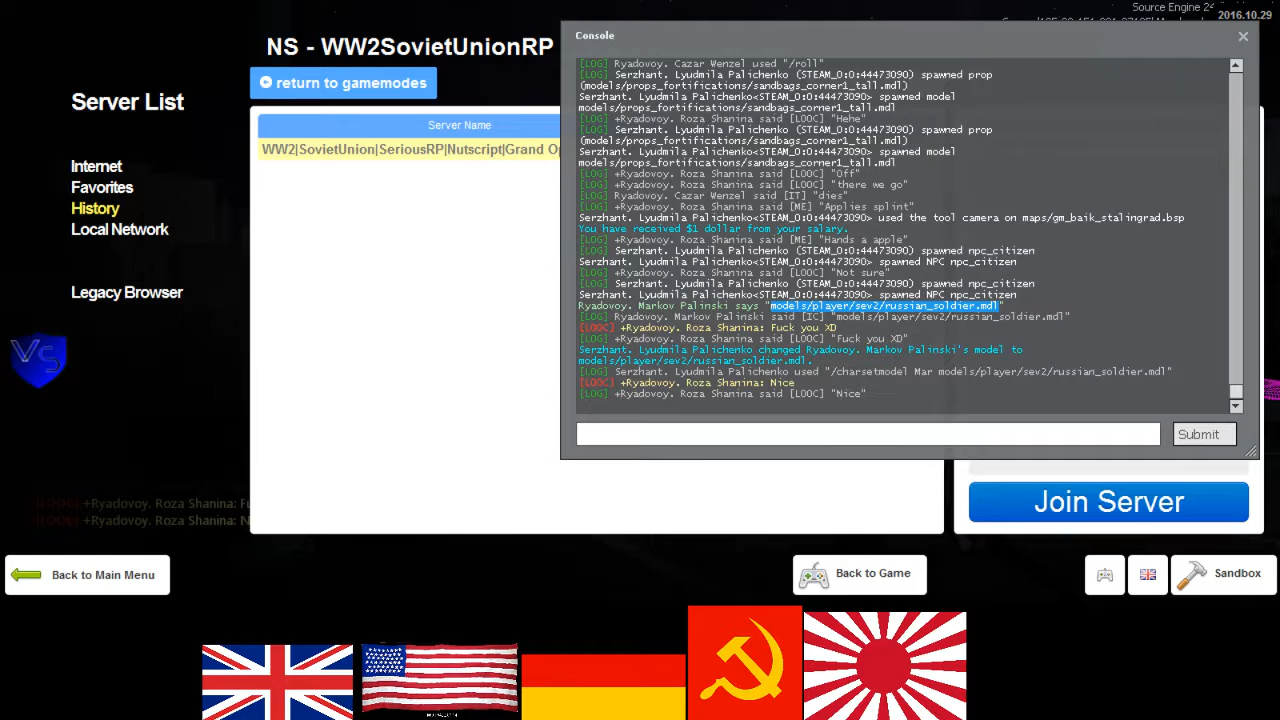 Source Engine 24
2016.10.29
NS - WW2SovietUnionRP
return to gamemodes
Server List
Internet
Favorites
History
Local Network
Legacy Browser
Server Name
WW2|SovietUnion|SeriousRP|Nutscript|Grand Op
Console
[LOG] Ryadovoy. Cazar Wenzel used "/roll"
[LOG] Serzhant. Lyudmila Palichenko (STEAM_0:0:44473090) spawned prop
(models/props_fortifications/sandbags_corner1_tall.mdl)
Serzhant. Lyudmila Palichenko<STEAM_0:0:44473090> spawned model
models/props_fortifications/sandbags_corner1_tall.mdl
[LOG] +Ryadovoy. Roza Shanina said [LOOC] "Hehe"
[LOG] Serzhant. Lyudmila Palichenko (STEAM_0:0:44473090) spawned prop
(models/props_fortifications/sandbags_corner1_tall.mdl)
Serzhant. Lyudmila Palichenko<STEAM_0:0:44473090> spawned model
models/props_fortifications/sandbags_corner1_tall.mdl
[LOG] +Ryadovoy. Roza Shanina said [LOOC] "Off"
[LOG] +Ryadovoy. Roza Shanina said [LOOC] "there we go"
[LOG] Ryadovoy. Cazar Wenzel said [IT] "dies"
[LOG] +Ryadovoy. Roza Shanina said [ME] "Applies splint"
Serzhant. Lyudmila Palichenko<STEAM_0:0:44473090> used the tool camera on maps/gm_baik_stalingrad.bsp
You have received $1 dollar from your salary.
[LOG] +Ryadovoy. Roza Shanina said [ME] "Hands a apple"
[LOG] Serzhant. Lyudmila Palichenko (STEAM_0:0:44473090) spawned npc_citizen
Serzhant. Lyudmila Palichenko<STEAM_0:0:44473090> spawned NPC npc_citizen
[LOG] +Ryadovoy. Roza Shanina said [LOOC] "Not sure"
[LOG] Serzhant. Lyudmila Palichenko (STEAM_0:0:44473090) spawned npc_citizen
Serzhant. Lyudmila Palichenko<STEAM_0:0:44473090> spawned NPC npc_citizen
Ryadovoy. Markov Palinski says "models/player/sev2/russian_soldier.mdl"
[LOG] Ryadovoy. Markov Palinski said [IC] "models/player/sev2/russian_soldier.mdl"
[LOOC] +Ryadovoy. Roza Shanina: Fuck you XD
[LOG] +Ryadovoy. Roza Shanina said [LOOC] "Fuck you XD"
Serzhant. Lyudmila Palichenko changed Ryadovoy. Markov Palinski's model to
models/player/sev2/russian_soldier.mdl.
[LOG] Serzhant. Lyudmila Palichenko used "/charsetmodel Mar models/player/sev2/russian_soldier.mdl"
[LOOC] +Ryadovoy. Roza Shanina: Nice
[LOG] +Ryadovoy. Roza Shanina said [LOOC] "Nice"
Submit
VS
[LOOC] +Ryadovoy. Roza Shanina: Fu
[LOOC] +Ryadovoy. Roza Shanina: N
Join Server
Back to Main Menu
Back to Game
Sandbox